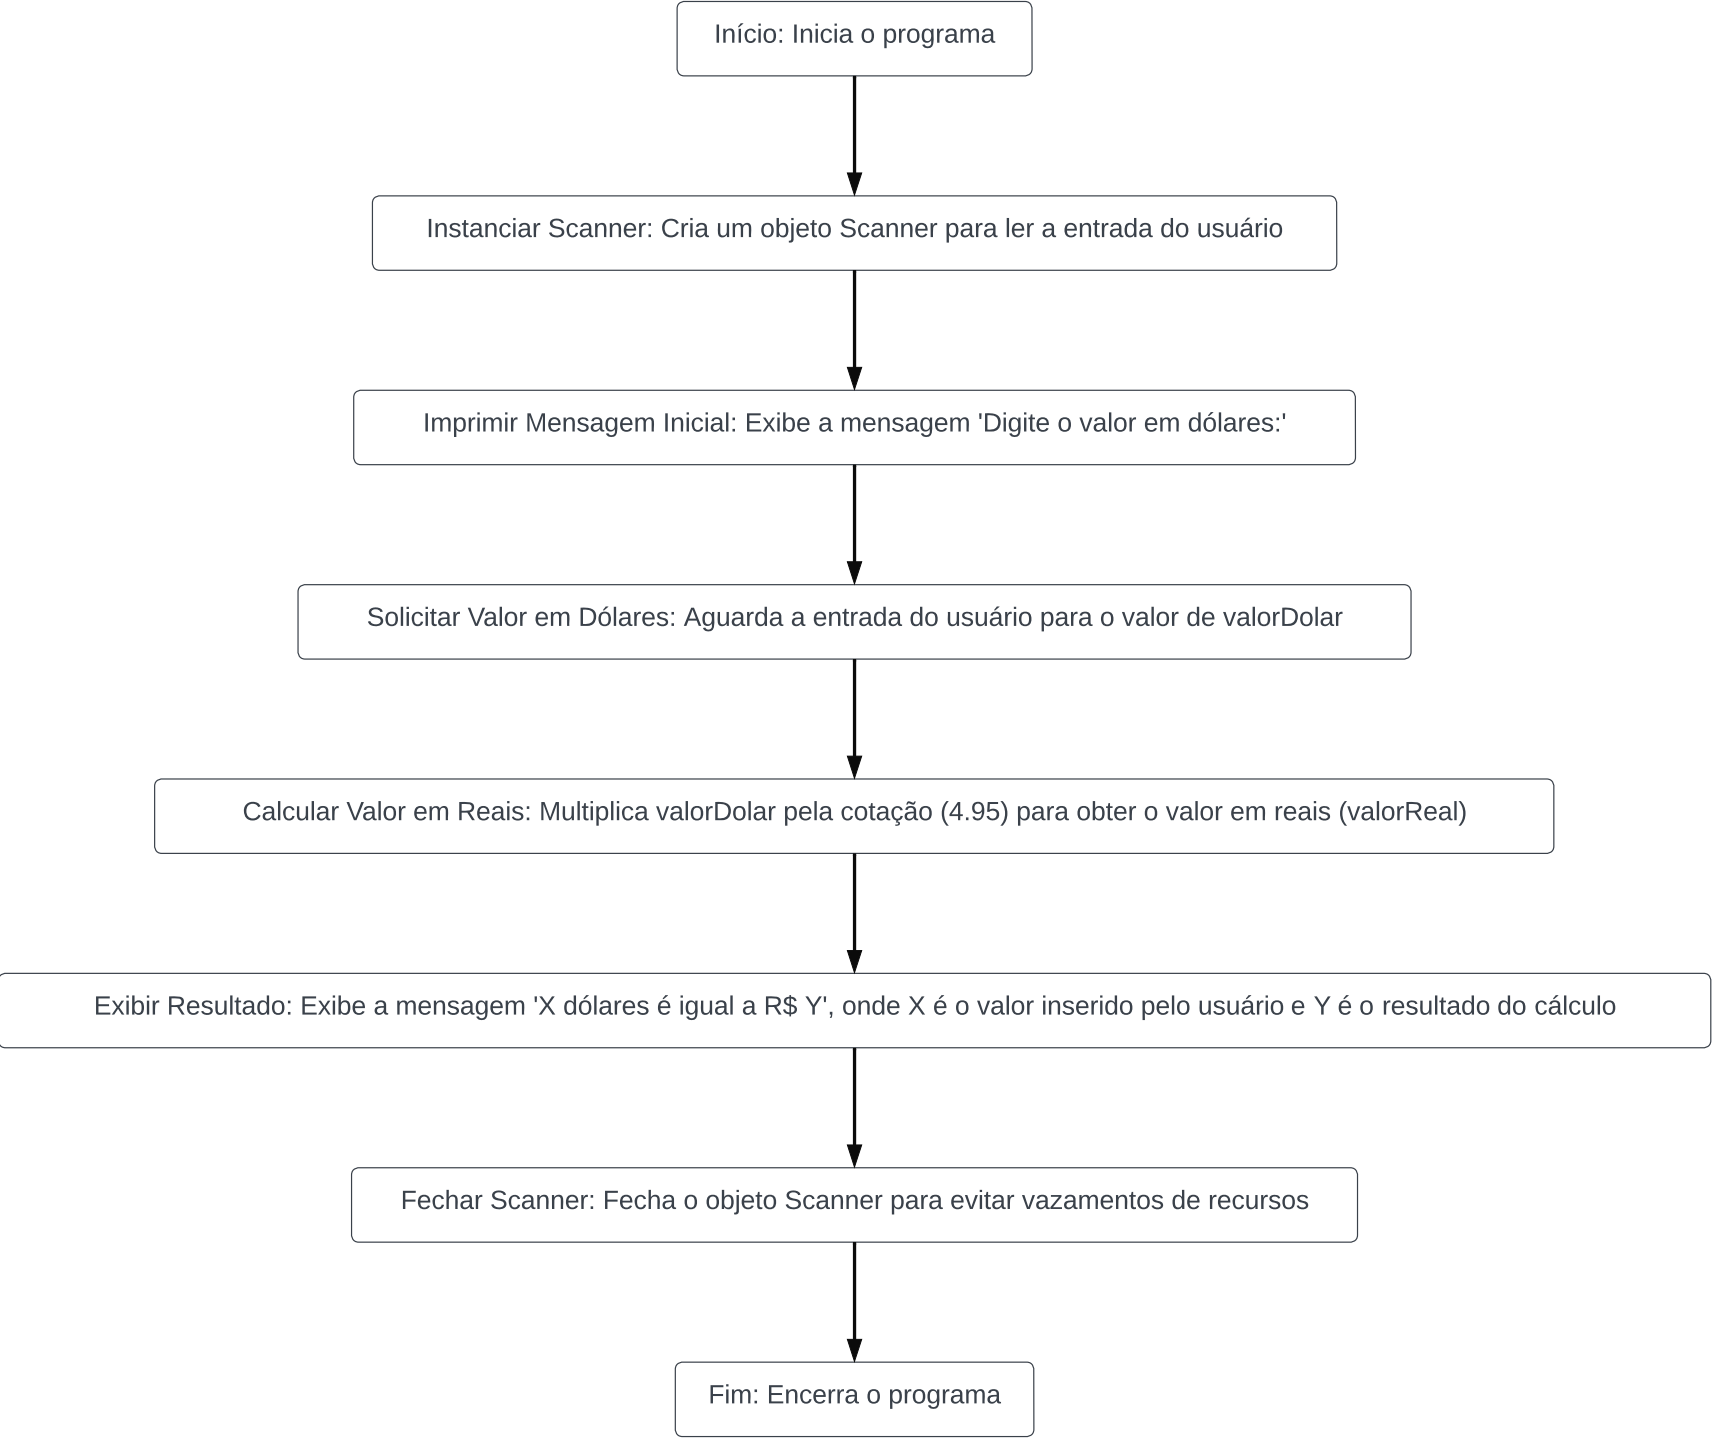 Início: Inicia o programa
Instanciar Scanner: Cria um objeto Scanner para ler a entrada do usuário
Imprimir Mensagem Inicial: Exibe a mensagem 'Digite o valor em dólares:'
Solicitar Valor em Dólares: Aguarda a entrada do usuário para o valor de valorDolar
Calcular Valor em Reais: Multiplica valorDolar pela cotação (4.95) para obter o valor em reais (valorReal)
Exibir Resultado: Exibe a mensagem 'X dólares é igual a R$ Y', onde X é o valor inserido pelo usuário e Y é o resultado do cálculo
Fechar Scanner: Fecha o objeto Scanner para evitar vazamentos de recursos
Fim: Encerra o programa